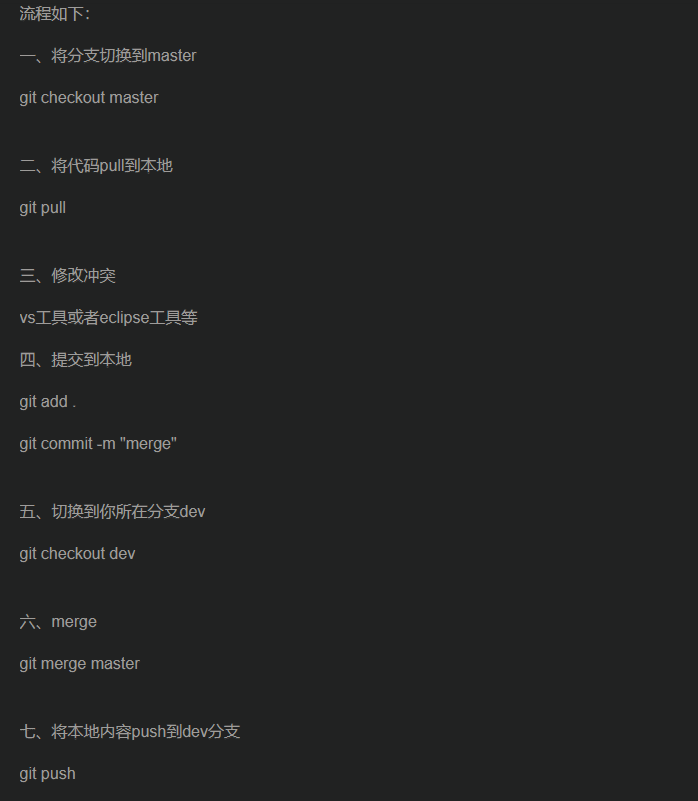 流程如下：
一、将分支切换到master
git checkout master
二、将代码pull到本地
git pull
三、修改冲突
vs工具或者eclipse工具等
四、提交到本地
git add .
git commit -m "merge"
五、切换到你所在分支dev
git checkout dev
六、merge
git merge master
七、将本地内容push到dev分支
git push